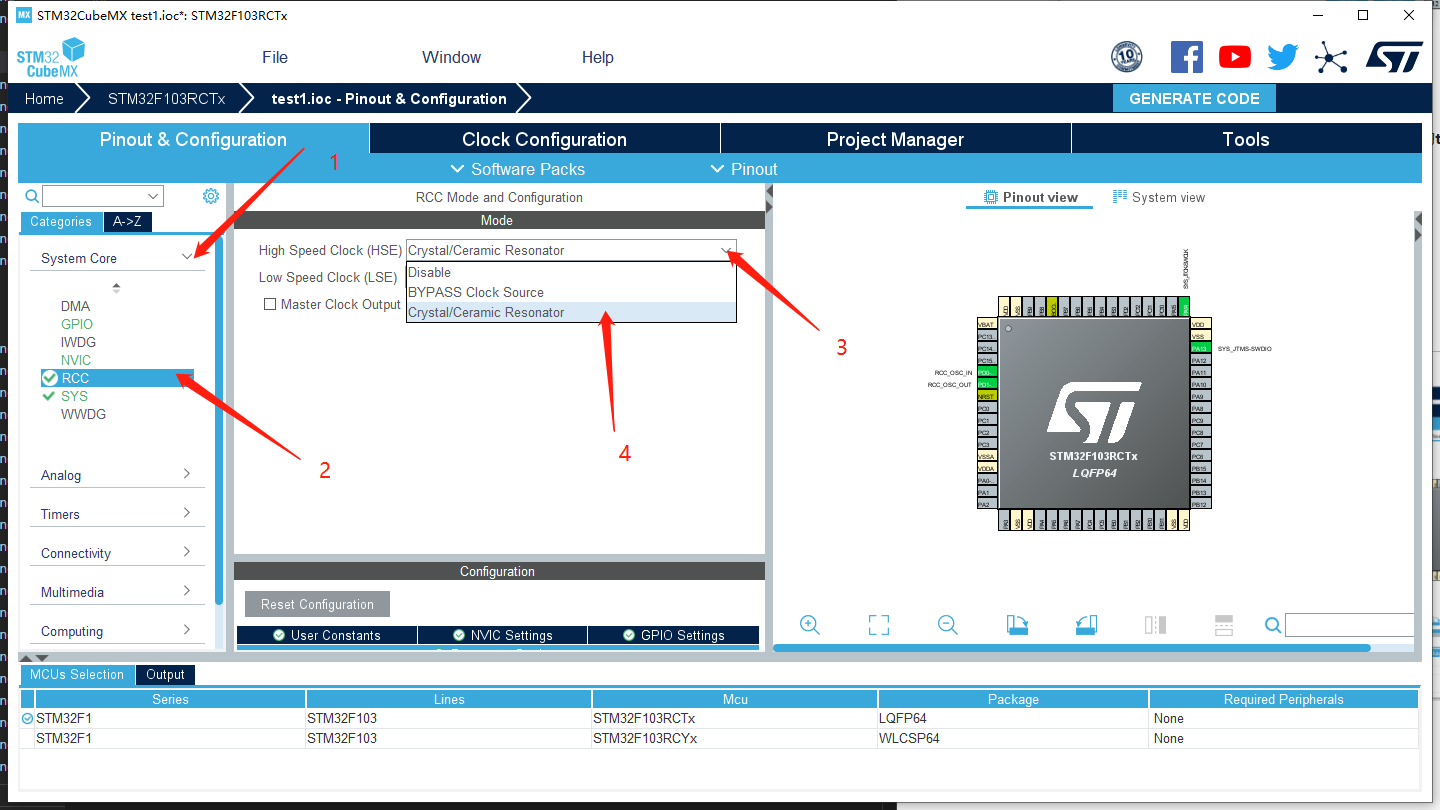 STM32CubeMX test1.ioc*: STM32F103RCTx
STM32 CubeMX
File Window Help
10 YEARS
Home STM32F103RCTx test1.ioc - Pinout & Configuration GENERATE CODE
Pinout & Configuration Clock Configuration Project Manager Tools
1
Software Packs Pinout
RCC Mode and Configuration
Pinout view System view
Categories A->Z
Mode
System Core
High Speed Clock (HSE) Crystal/Ceramic Resonator
Low Speed Clock (LSE) Disable
BYPASS Clock Source
Master Clock Output Crystal/Ceramic Resonator
DMA
GPIO
IWDG
NVIC
RCC
SYS
WWDG
2
3
4
VBAT
PC13..
PC14..
PC15..
RCC_OSC_IN PD0-..
RCC_OSC_OUT PD1-..
NRST
PC0
PC1
PC2
PC3
VSSA
VDDA
PA0-..
PA1
PA2
VDD
VSS
PA13 SYS_JTMS-SWDIO
PA12
PA11
PA10
PA9
PA8
PC9
PC8
PC7
PC6
PB15
PB14
PB13
PB12
ST
STM32F103RCTx
LQFP64
Analog
Timers
Connectivity
Multimedia
Computing
Configuration
Reset Configuration
User Constants NVIC Settings GPIO Settings
MCUs Selection Output
Series Lines Mcu Package Required Peripherals
STM32F1 STM32F103 STM32F103RCTx LQFP64 None
STM32F1 STM32F103 STM32F103RCYx WLCSP64 None